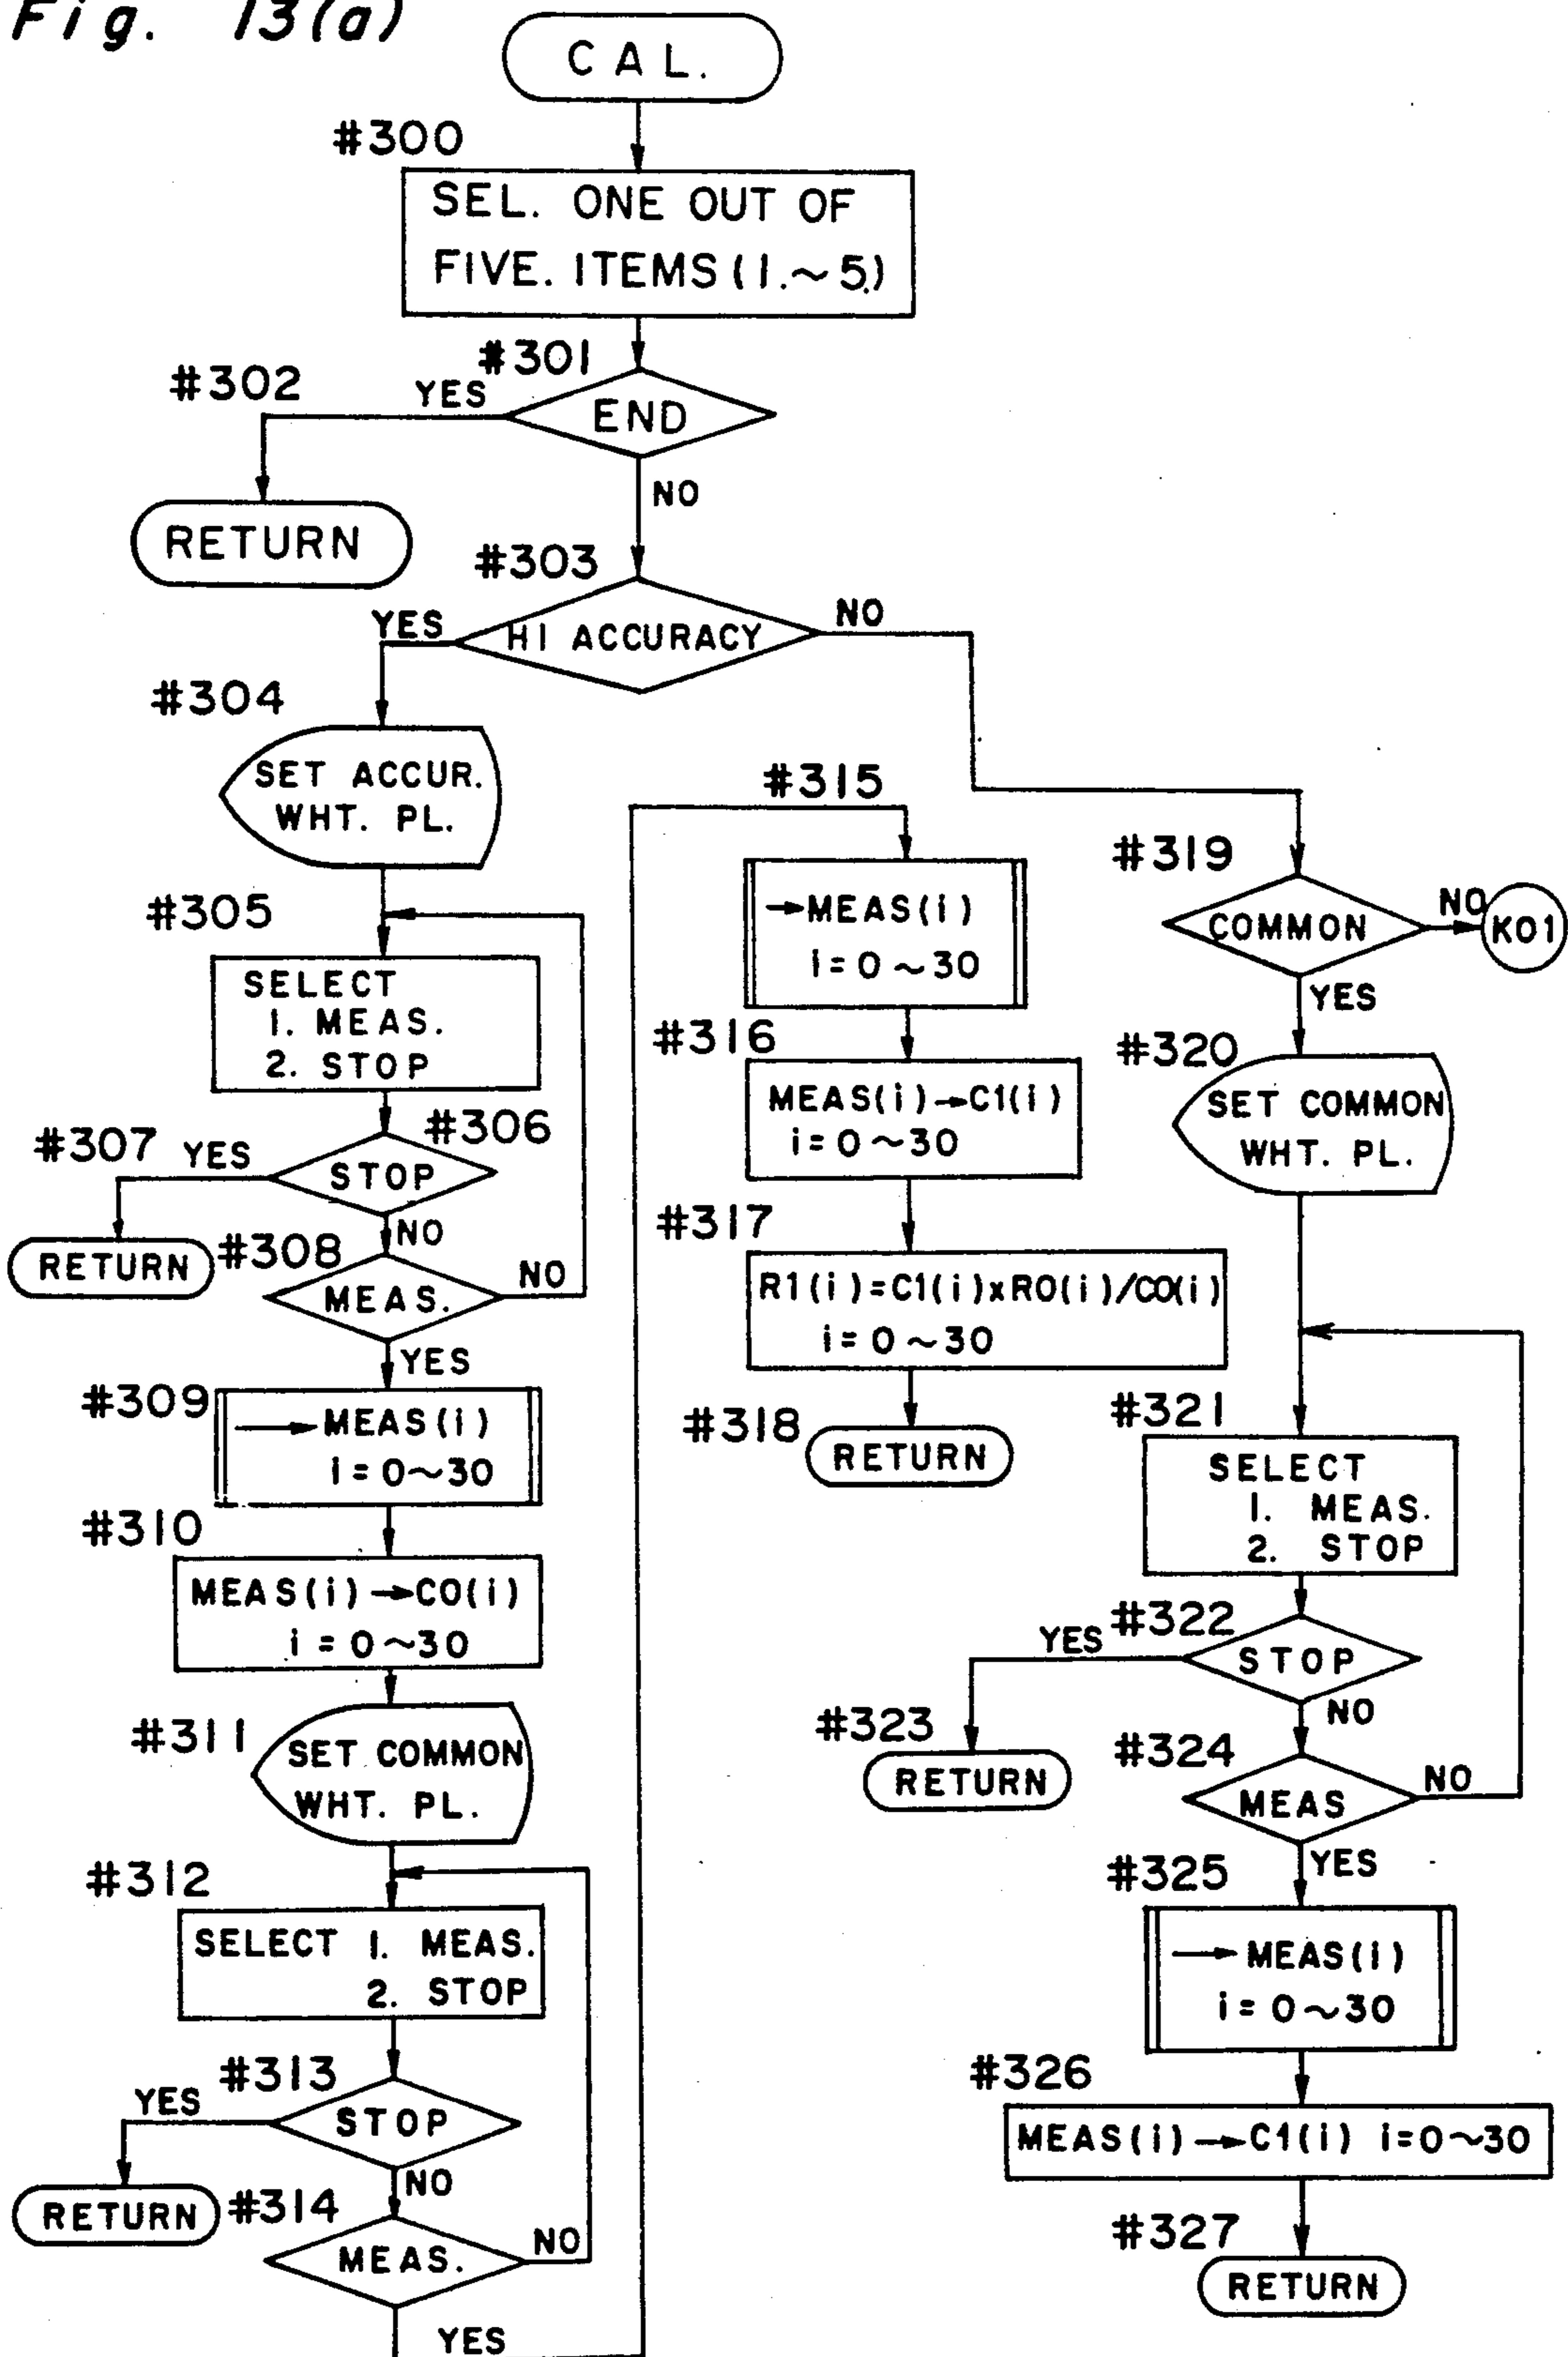 Fig. 13(a)
CAL.
#300
SEL. ONE OUT OF
FIVE. ITEMS (1.~5.)
#301
END
YES
#302
RETURN
NO
#303
HI ACCURACY
YES
NO
#304
SET ACCUR.
WHT. PL.
#305
SELECT
1. MEAS.
2. STOP
#306
STOP
YES
#307
RETURN
NO
#308
MEAS.
NO
YES
#309
→MEAS(i)
i=0~30
#310
MEAS(i)→C0(i)
i=0~30
#311
SET COMMON
WHT. PL.
#312
SELECT 1. MEAS.
2. STOP
#313
STOP
YES
RETURN
NO
#314
MEAS.
NO
YES
#315
→MEAS(i)
i=0~30
#316
MEAS(i)→C1(i)
i=0~30
#317
R1(i)=C1(i)xR0(i)/C0(i)
i=0~30
#318
RETURN
#319
COMMON
NO
K01
YES
#320
SET COMMON
WHT. PL.
#321
SELECT
1. MEAS.
2. STOP
#322
STOP
YES
#323
RETURN
NO
#324
MEAS
NO
YES
#325
→MEAS(i)
i=0~30
#326
MEAS(i)→C1(i) i=0~30
#327
RETURN